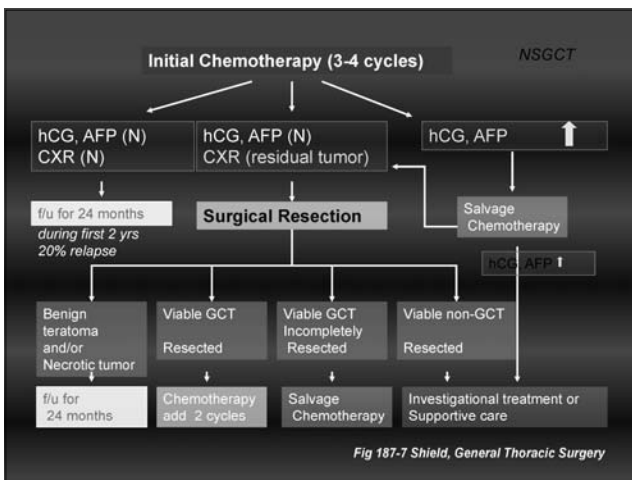 Initial Chemotherapy (3-4 cycles)
NSGCT
hCG, AFP (N)
CXR (N)
hCG, AFP (N)
CXR (residual tumor)
hCG, AFP
f/u for 24 months
during first 2 yrs
20% relapse
Surgical Resection
Salvage
Chemotherapy
hCG, AFP
Benign
teratoma
and/or
Necrotic tumor
Viable GCT
Resected
Viable GCT
Incompletely
Resected
Viable non-GCT
Resected
f/u for
24 months
Chemotherapy
add 2 cycles
Salvage
Chemotherapy
Investigational treatment or
Supportive care
Fig 187-7 Shield, General Thoracic Surgery